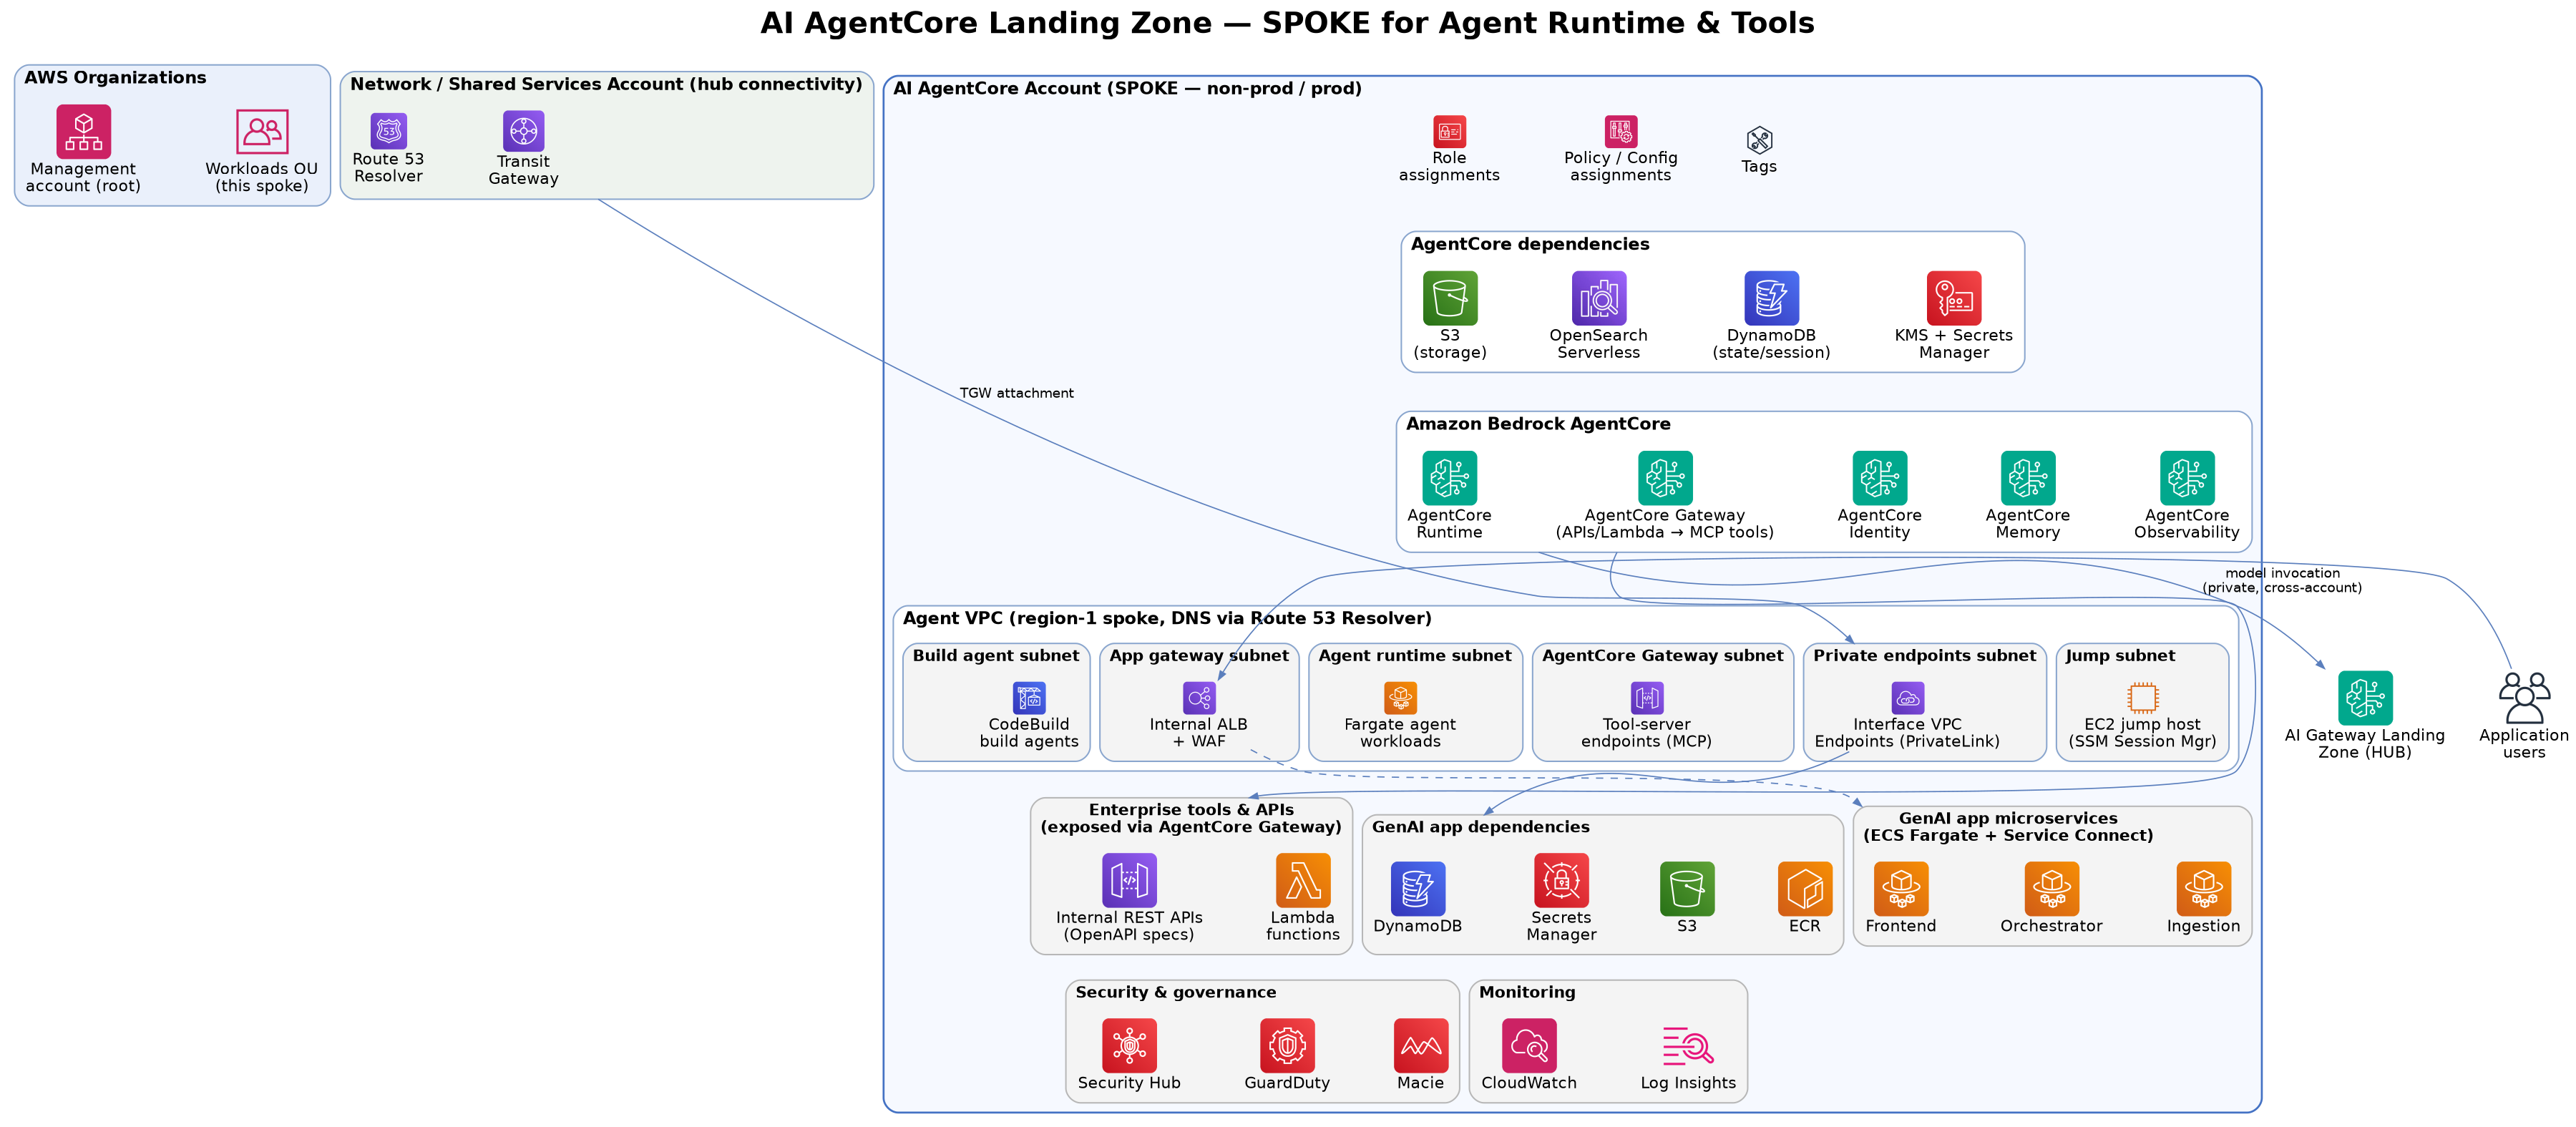 AI AgentCore Landing Zone — SPOKE for Agent Runtime & Tools
AWS Organizations
Management
account (root)
Workloads OU
(this spoke)
Network / Shared Services Account (hub connectivity)
Route 53
Resolver
Transit
Gateway
AI AgentCore Account (SPOKE — non-prod / prod)
Role
assignments
Policy / Config
assignments
Tags
AgentCore dependencies
S3
(storage)
OpenSearch
Serverless
DynamoDB
(state/session)
KMS + Secrets
Manager
TGW attachment
Amazon Bedrock AgentCore
AgentCore
Runtime
AgentCore Gateway
(APIs/Lambda → MCP tools)
AgentCore
Identity
AgentCore
Memory
AgentCore
Observability
model invocation
(private, cross-account)
Agent VPC (region-1 spoke, DNS via Route 53 Resolver)
Build agent subnet
CodeBuild
build agents
App gateway subnet
Internal ALB
+ WAF
Agent runtime subnet
Fargate agent
workloads
AgentCore Gateway subnet
Tool-server
endpoints (MCP)
Private endpoints subnet
Interface VPC
Endpoints (PrivateLink)
Jump subnet
EC2 jump host
(SSM Session Mgr)
AI Gateway Landing
Zone (HUB)
Application
users
Enterprise tools & APIs
(exposed via AgentCore Gateway)
Internal REST APIs
(OpenAPI specs)
Lambda
functions
GenAI app dependencies
DynamoDB
Secrets
Manager
S3
ECR
GenAI app microservices
(ECS Fargate + Service Connect)
Frontend
Orchestrator
Ingestion
Security & governance
Security Hub
GuardDuty
Macie
Monitoring
CloudWatch
Log Insights